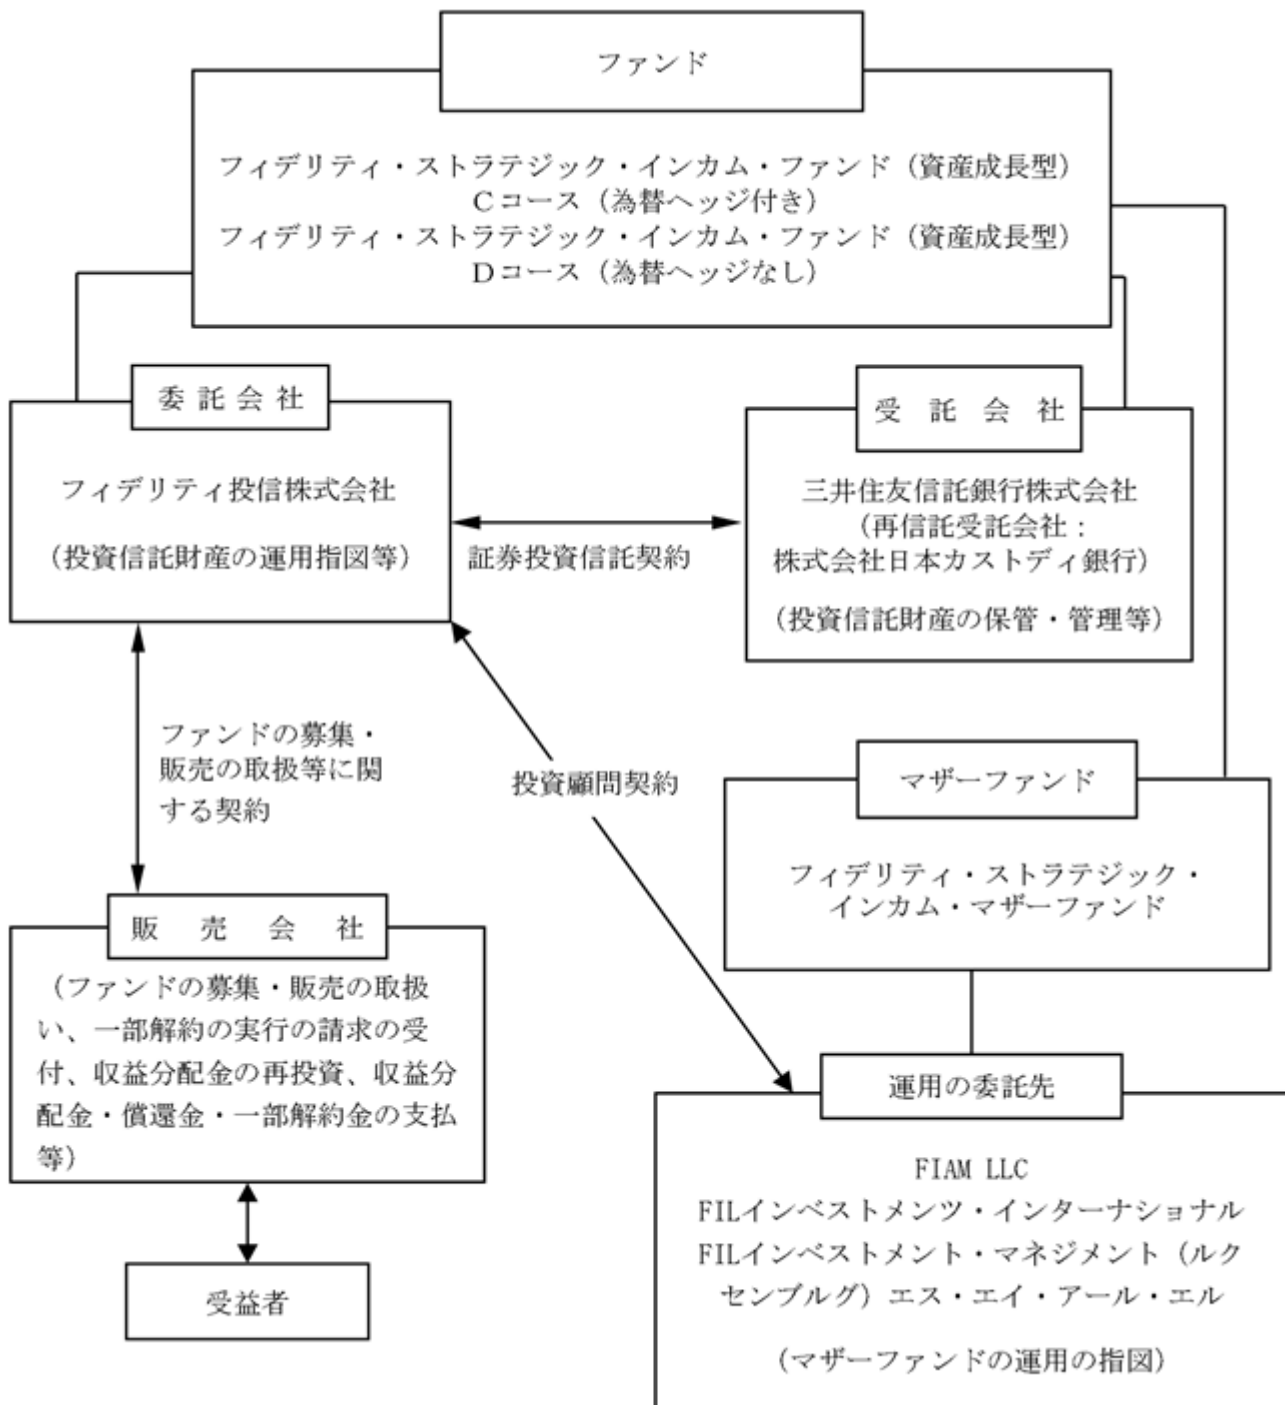 ファンド
フィデリティ・ストラテジック・インカム・ファンド（資産成長型）
Ｃコース（為替ヘッジ付き）
フィデリティ・ストラテジック・インカム・ファンド（資産成長型）
Ｄコース（為替ヘッジなし）
委託会社
フィデリティ投信株式会社
（投資信託財産の運用指図等）
証券投資信託契約
受託会社
三井住友信託銀行株式会社
（再信託受託会社：
株式会社日本カストディ銀行）
（投資信託財産の保管・管理等）
ファンドの募集・
販売の取扱等に関
する契約
投資顧問契約
マザーファンド
フィデリティ・ストラテジック・
インカム・マザーファンド
販売会社
（ファンドの募集・販売の取扱
い、一部解約の実行の請求の受
付、収益分配金の再投資、収益分
配金・償還金・一部解約金の支払
等）
受益者
運用の委託先
FIAM LLC
FILインベストメンツ・インターナショナル
FILインベストメント・マネジメント（ルク
センブルグ）エス・エイ・アール・エル
（マザーファンドの運用の指図）